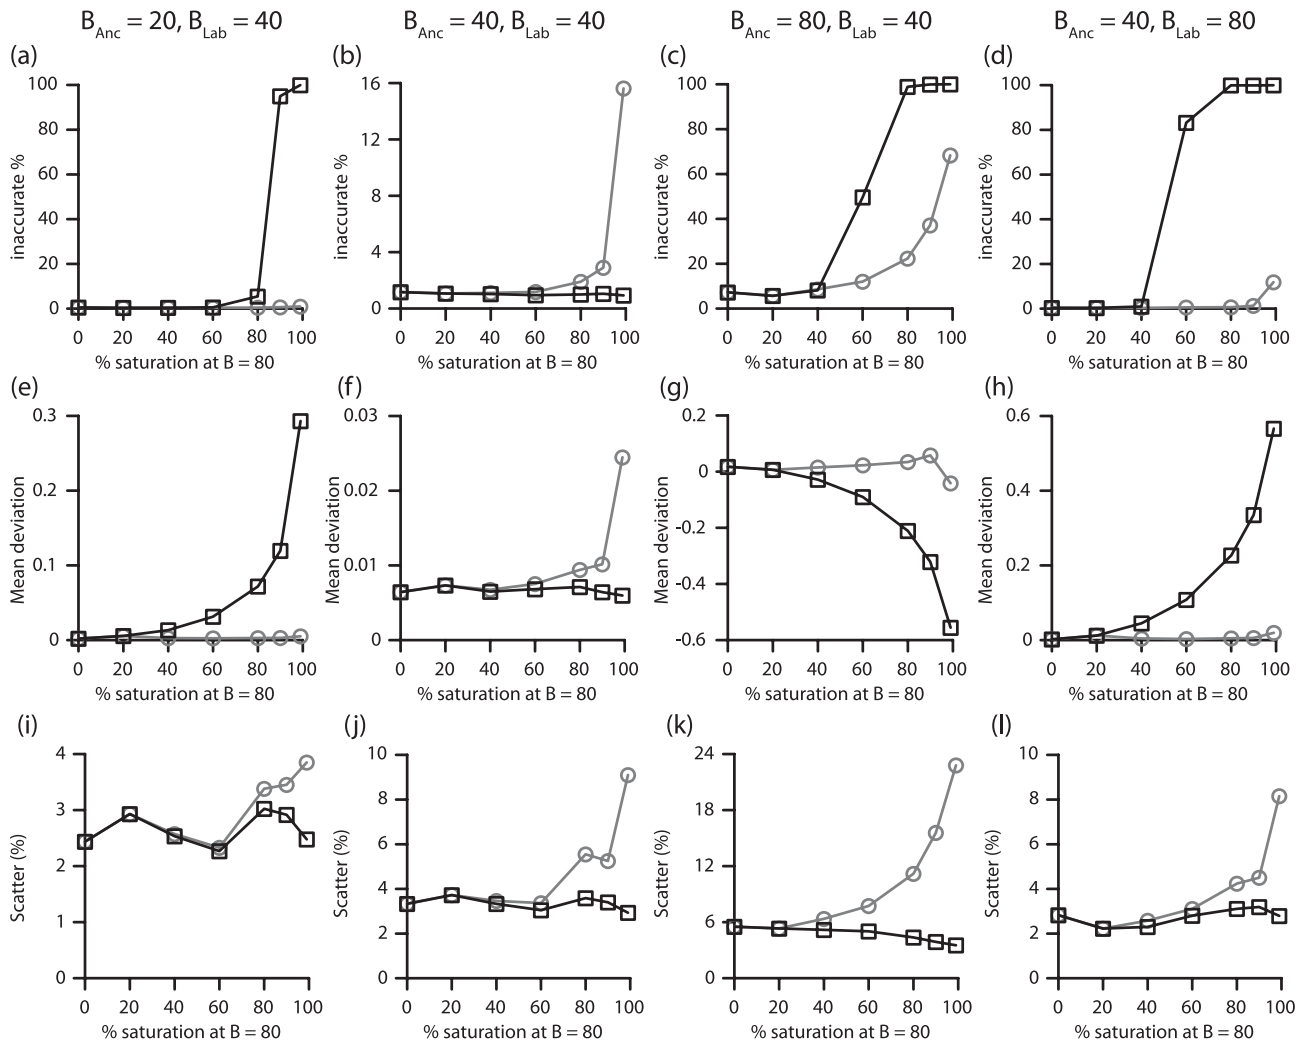 B_Anc = 20, B_Lab = 40 B_Anc = 40, B_Lab = 40 B_Anc = 80, B_Lab = 40 B_Anc = 40, B_Lab = 80
(a) (b) (c) (d)
inaccurate % inaccurate % inaccurate % inaccurate %
100 16 100 100
80 12 80 80
60 8 60 60
40 4 40 40
20 0 20 20
0 0 0
0 20 40 60 80 100 0 20 40 60 80 100 0 20 40 60 80 100 0 20 40 60 80 100
% saturation at B = 80 % saturation at B = 80 % saturation at B = 80 % saturation at B = 80
(e) (f) (g) (h)
Mean deviation Mean deviation Mean deviation Mean deviation
0.3 0.03 0.2 0.6
0.2 0.02 0 0.4
0.1 0.01 -0.2 0.2
0 0 -0.4 0
-0.6
0 20 40 60 80 100 0 20 40 60 80 100 0 20 40 60 80 100 0 20 40 60 80 100
% saturation at B = 80 % saturation at B = 80 % saturation at B = 80 % saturation at B = 80
(i) (j) (k) (l)
Scatter (%) Scatter (%) Scatter (%) Scatter (%)
4 10 24 10
3 8 18 8
2 6 12 6
1 4 6 4
0 2 0 2
0 0
0 20 40 60 80 100 0 20 40 60 80 100 0 20 40 60 80 100 0 20 40 60 80 100
% saturation at B = 80 % saturation at B = 80 % saturation at B = 80 % saturation at B = 80